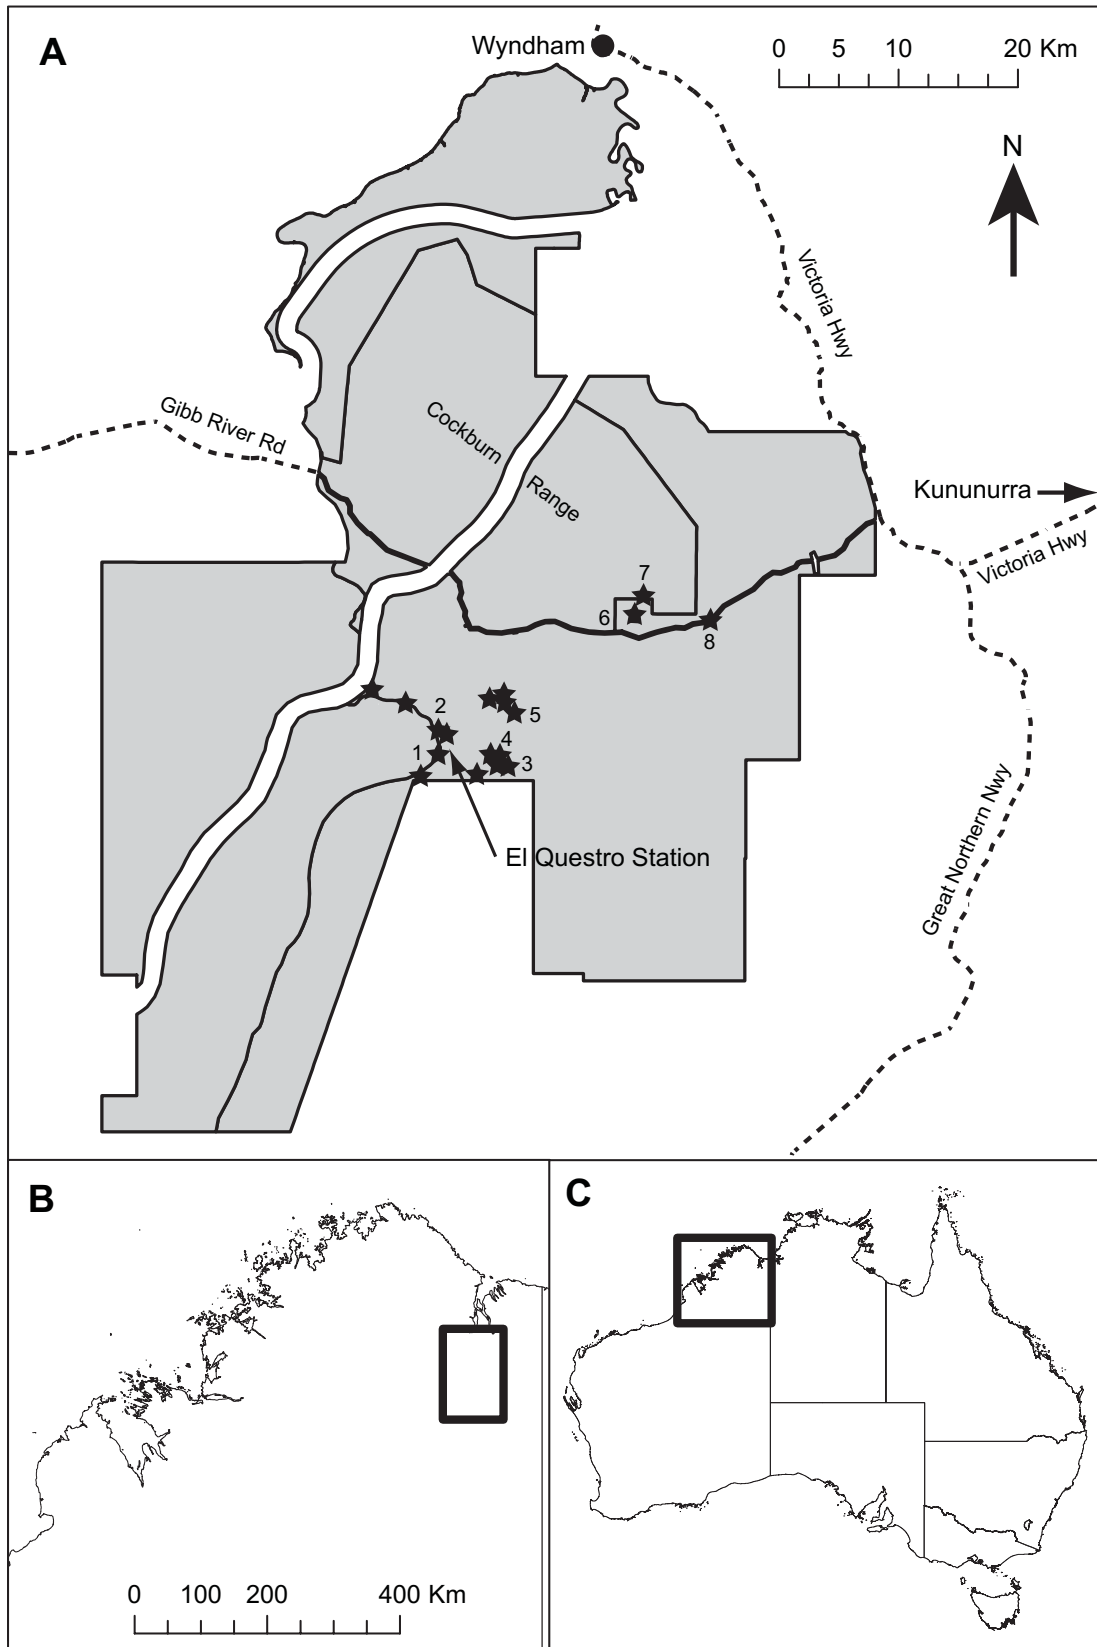 A
Wyndham
0 5 10 20 Km
N
Victoria Hwy
Gibb River Rd
Cockburn
Range
Kununurra
Victoria Hwy
7
6
8
2
5
1
4
3
El Questro Station
Great Northern Nwy
B
C
0 100 200 400 Km